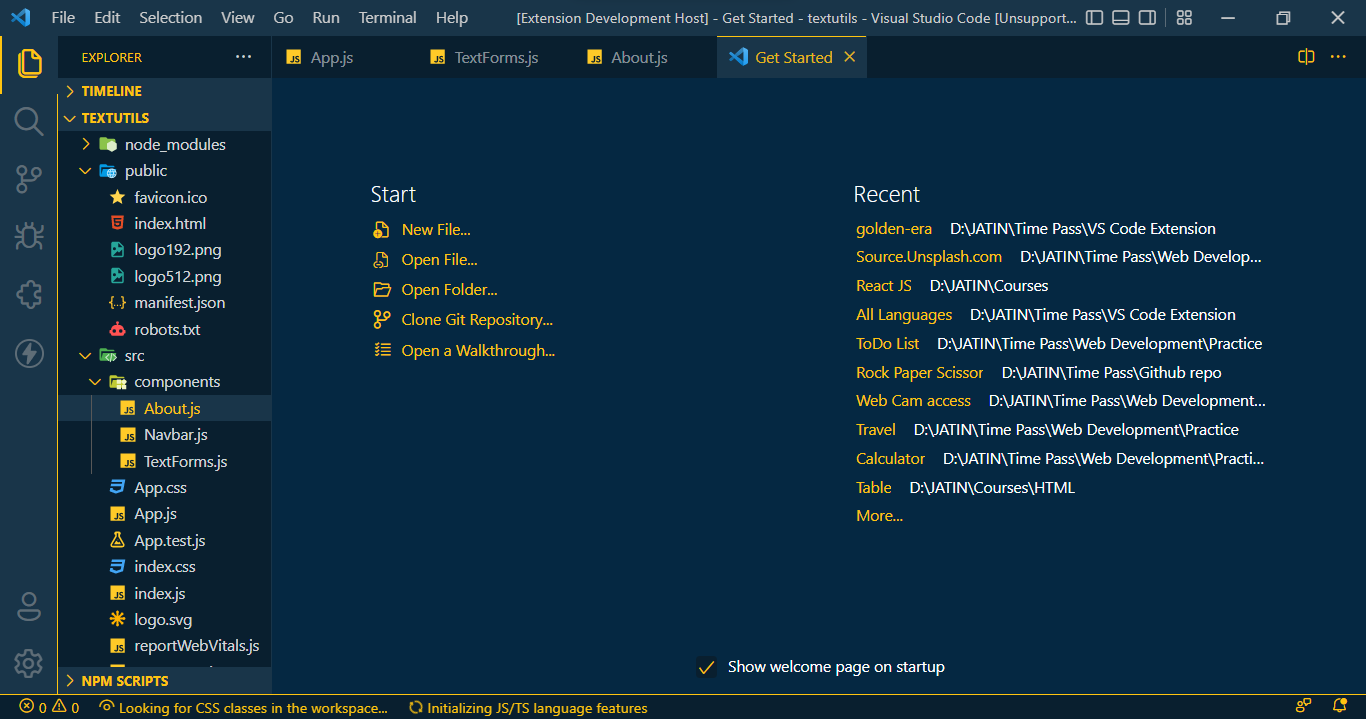 File Edit Selection View Go Run Terminal Help [Extension Development Host] - Get Started - textutils - Visual Studio Code [Unsupport...
EXPLORER
App.js TextForms.js About.js Get Started
TIMELINE
TEXTUTILS
node_modules
public
favicon.ico
index.html
logo192.png
logo512.png
manifest.json
robots.txt
src
components
About.js
Navbar.js
TextForms.js
App.css
App.js
App.test.js
index.css
index.js
logo.svg
reportWebVitals.js
NPM SCRIPTS
Start
New File...
Open File...
Open Folder...
Clone Git Repository...
Open a Walkthrough...
Recent
golden-era D:\JATIN\Time Pass\VS Code Extension
Source.Unsplash.com D:\JATIN\Time Pass\Web Develop...
React JS D:\JATIN\Courses
All Languages D:\JATIN\Time Pass\VS Code Extension
ToDo List D:\JATIN\Time Pass\Web Development\Practice
Rock Paper Scissor D:\JATIN\Time Pass\Github repo
Web Cam access D:\JATIN\Time Pass\Web Development...
Travel D:\JATIN\Time Pass\Web Development\Practice
Calculator D:\JATIN\Time Pass\Web Development\Practi...
Table D:\JATIN\Courses\HTML
More...
Show welcome page on startup
0 0 Looking for CSS classes in the workspace... Initializing JS/TS language features